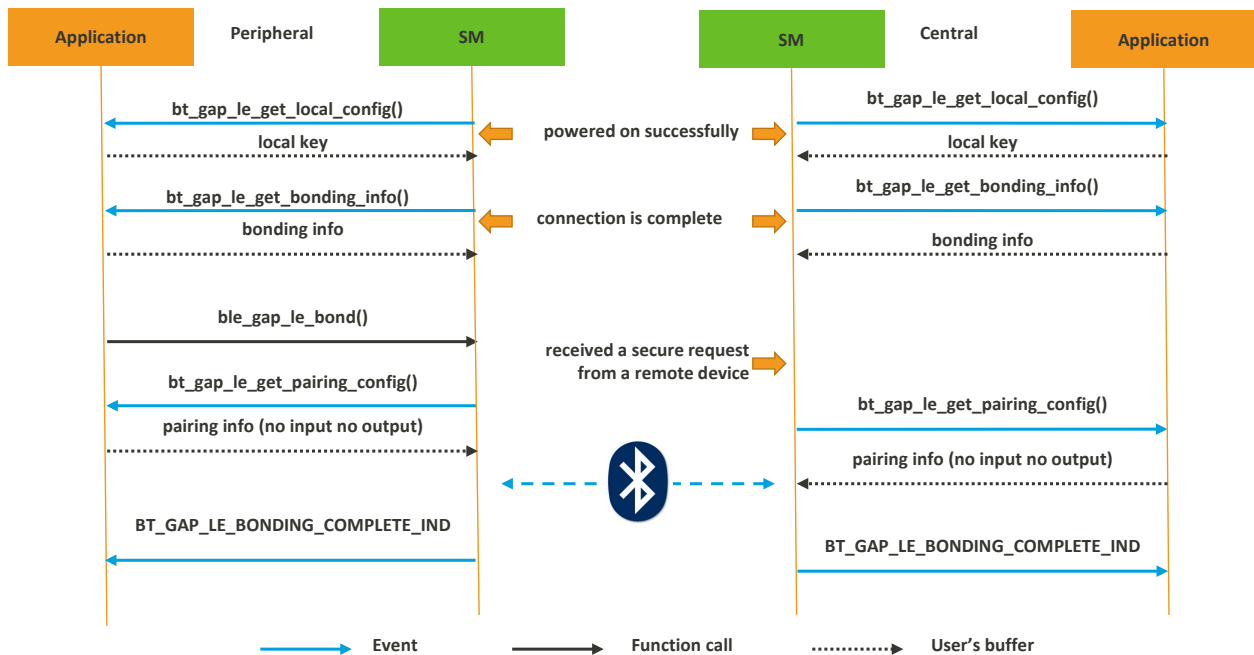 Application
Peripheral
SM
SM
Central
Application
bt_gap_le_get_local_config()
bt_gap_le_get_local_config()
powered on successfully
local key
local key
bt_gap_le_get_bonding_info()
bt_gap_le_get_bonding_info()
connection is complete
bonding info
bonding info
ble_gap_le_bond()
received a secure request
from a remote device
bt_gap_le_get_pairing_config()
bt_gap_le_get_pairing_config()
pairing info (no input no output)
pairing info (no input no output)
BT_GAP_LE_BONDING_COMPLETE_IND
BT_GAP_LE_BONDING_COMPLETE_IND
Event
Function call
User's buffer